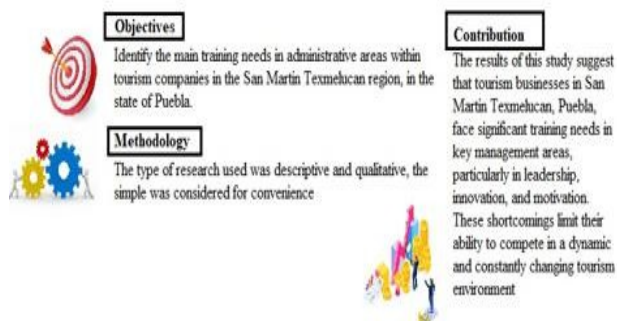 Objectives
Identify the main training needs in administrative areas within
tourism companies in the San Martin Texmelucan region, in the
state of Puebla.
Methodology
The type of research used was descriptive and qualitative, the
simple was considered for convenience
Contribution
The results of this study suggest
that tourism businesses in San
Martin Texmelucan, Puebla,
face significant training needs in
key management areas,
particularly in leadership,
innovation, and motivation.
These shortcomings limit their
ability to compete in a dynamic
and constantly changing tourism
environment